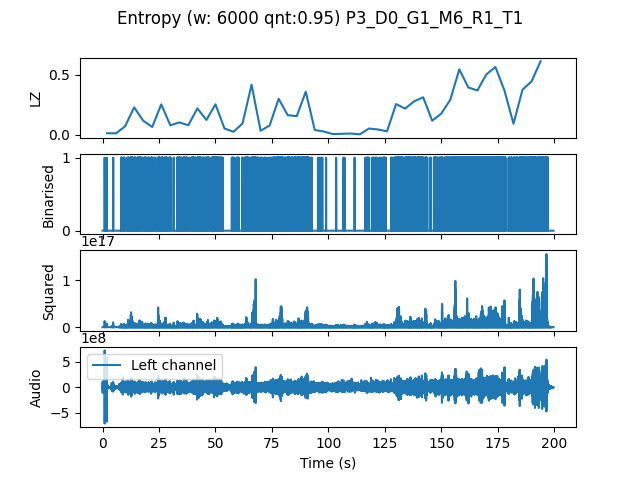 Entropy (w: 6000 qnt:0.95) P3_D0_G1_M6_R1_T1
LZ
0.5
0.0
Binarised
1
0
1e17
Squared
1
0
1e8
Audio
5
0
−5
Left channel
0 25 50 75 100 125 150 175 200
Time (s)